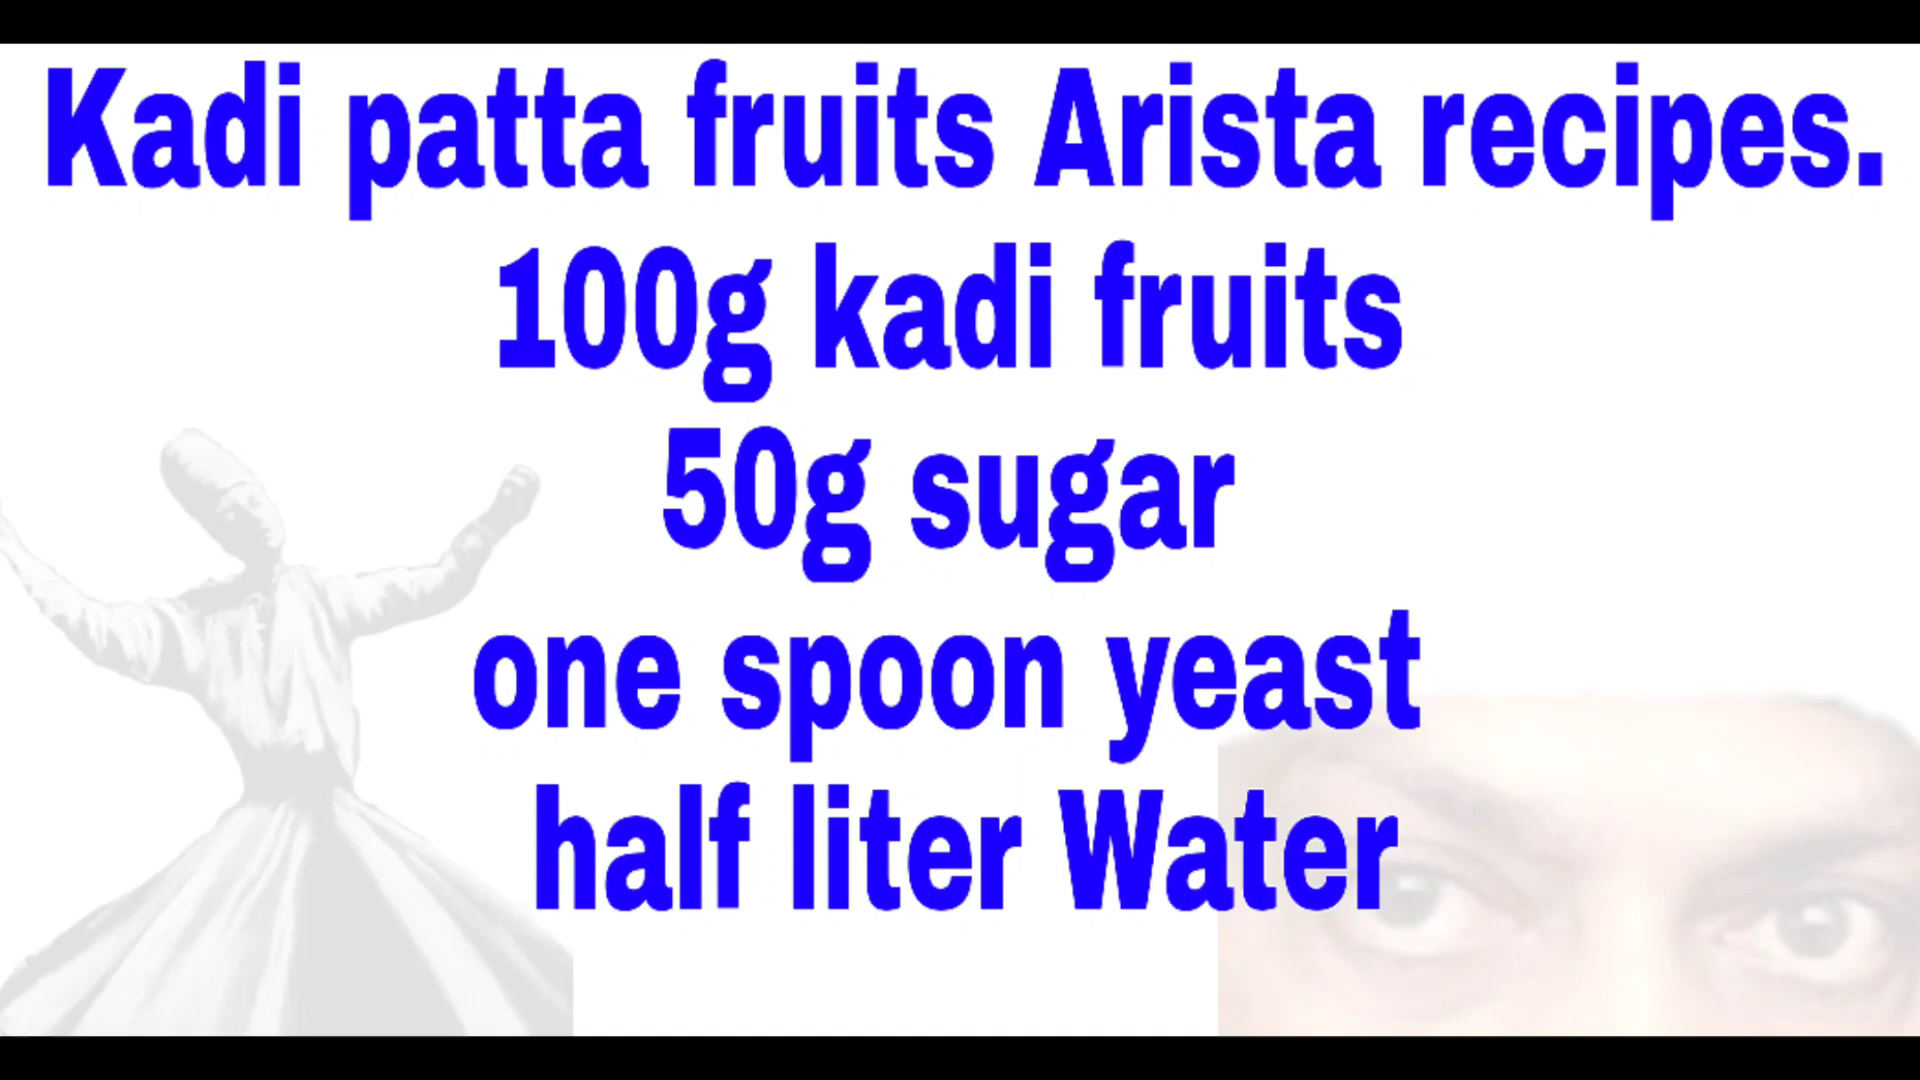 Kadi patta fruits Arista recipes.
100g kadi fruits
50g sugar
one spoon yeast
half liter Water